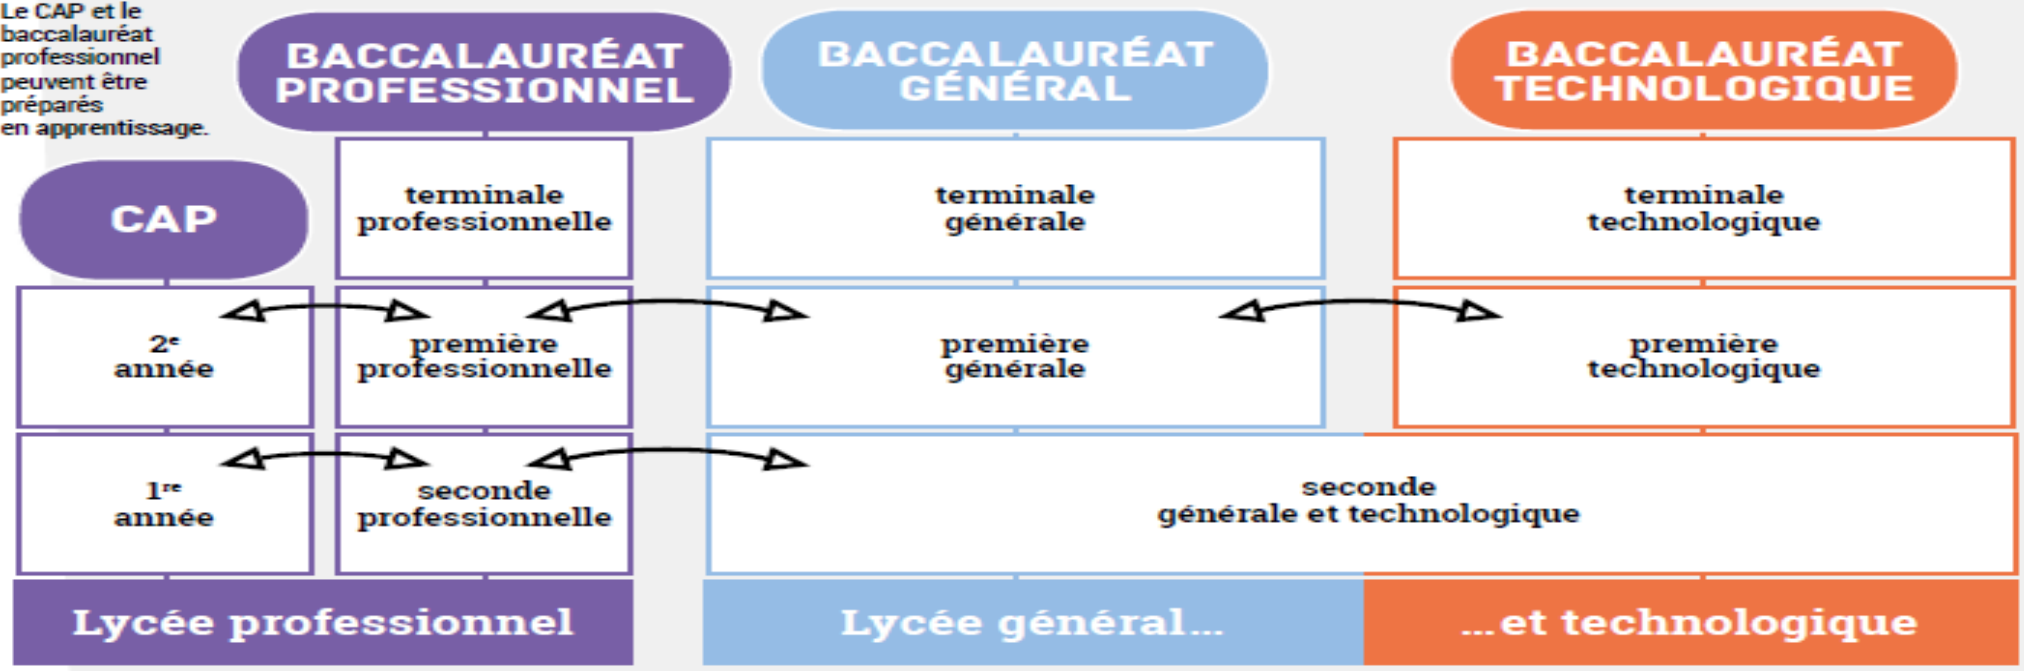 Le CAP et le
baccalauréat
professionnel
peuvent être
préparés
en apprentissage.
BACCALAURÉAT
PROFESSIONNEL
BACCALAURÉAT
GÉNÉRAL
BACCALAURÉAT
TECHNOLOGIQUE
CAP
terminale
professionnelle
terminale
générale
terminale
technologique
2e
année
première
professionnelle
première
générale
première
technologique
1re
année
seconde
professionnelle
seconde
générale et technologique
Lycée professionnel
Lycée général...
...et technologique